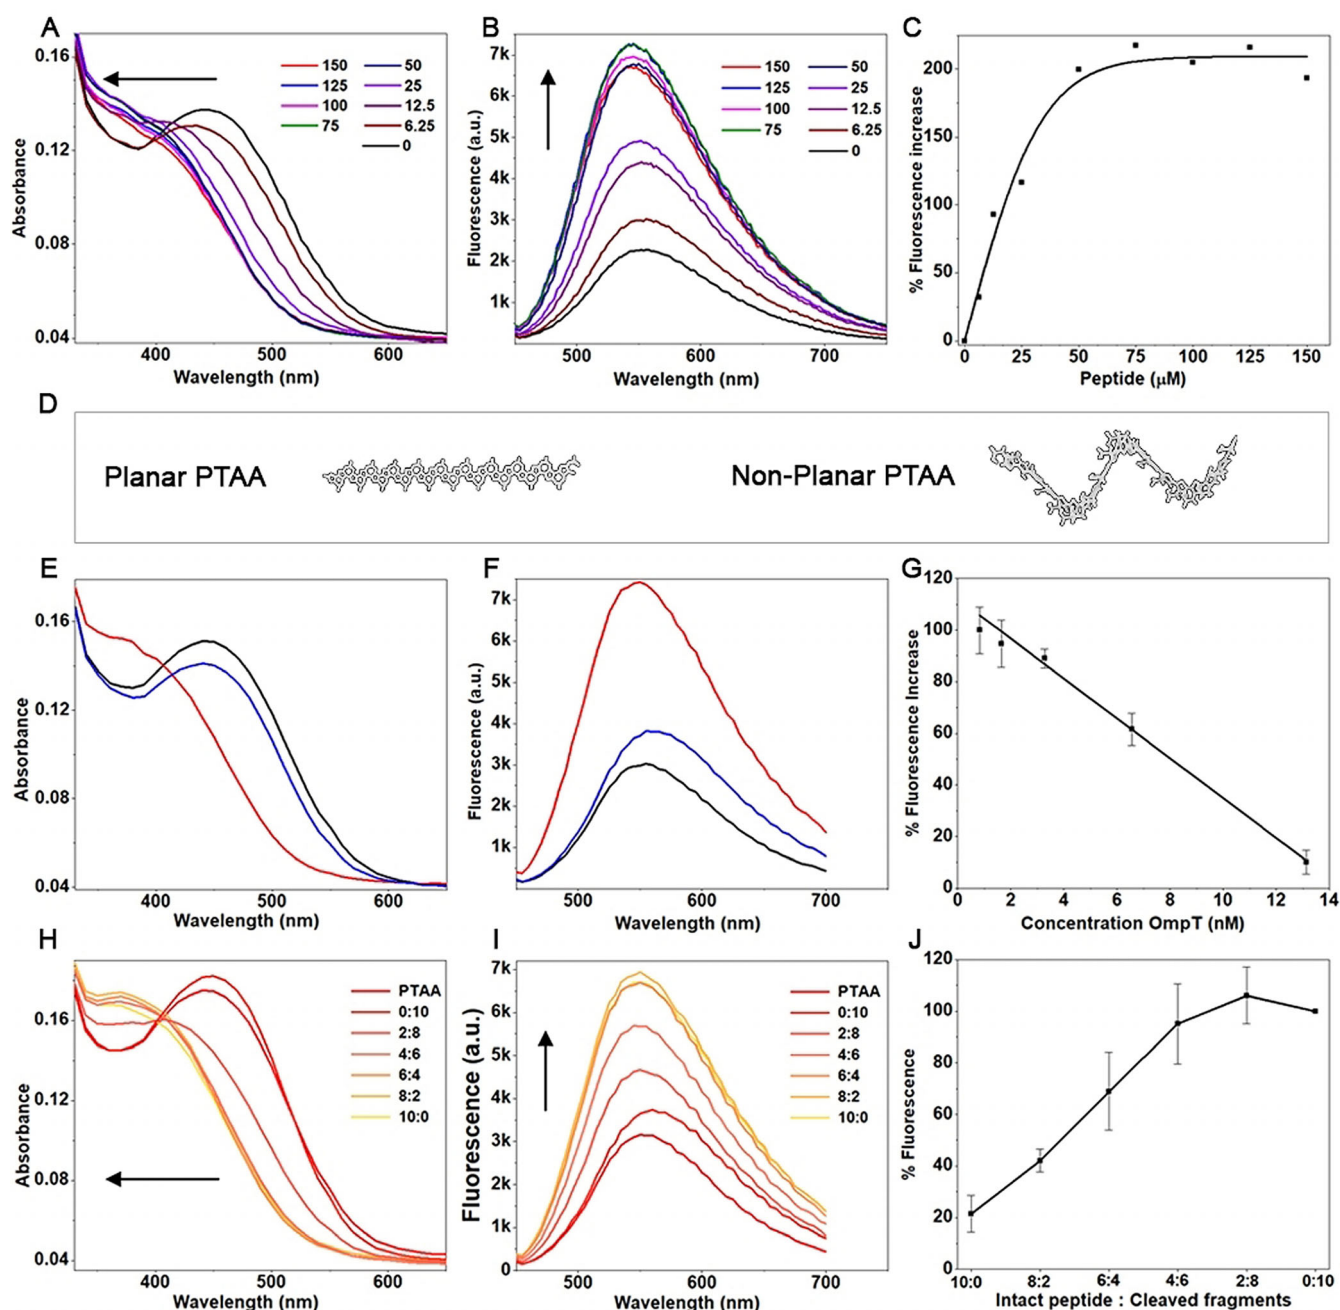 A
Absorbance
0.16
0.12
0.08
0.04
150
125
100
75
50
25
12.5
6.25
0
400
500
600
Wavelength (nm)
B
Fluorescence (a.u.)
7k
6k
5k
4k
3k
2k
1k
150
125
100
75
50
25
12.5
6.25
0
500
600
700
Wavelength (nm)
C
% Fluorescence increase
200
150
100
50
0
0
25
50
75
100
125
150
Peptide (μM)
D
Planar PTAA
Non-Planar PTAA
E
Absorbance
0.16
0.12
0.08
0.04
400
500
600
Wavelength (nm)
F
Fluorescence (a.u.)
7k
6k
5k
4k
3k
2k
1k
500
600
700
Wavelength (nm)
G
% Fluorescence Increase
120
100
80
60
40
20
0
0
2
4
6
8
10
12
14
Concentration OmpT (nM)
H
Absorbance
0.16
0.12
0.08
0.04
PTAA
0:10
2:8
4:6
6:4
8:2
10:0
400
500
600
Wavelength (nm)
I
Fluorescence (a.u.)
7k
6k
5k
4k
3k
2k
1k
0
PTAA
0:10
2:8
4:6
6:4
8:2
10:0
500
600
700
Wavelength (nm)
J
% Fluorescence
120
100
80
60
40
20
0
10:0
8:2
6:4
4:6
2:8
0:10
Intact peptide : Cleaved fragments